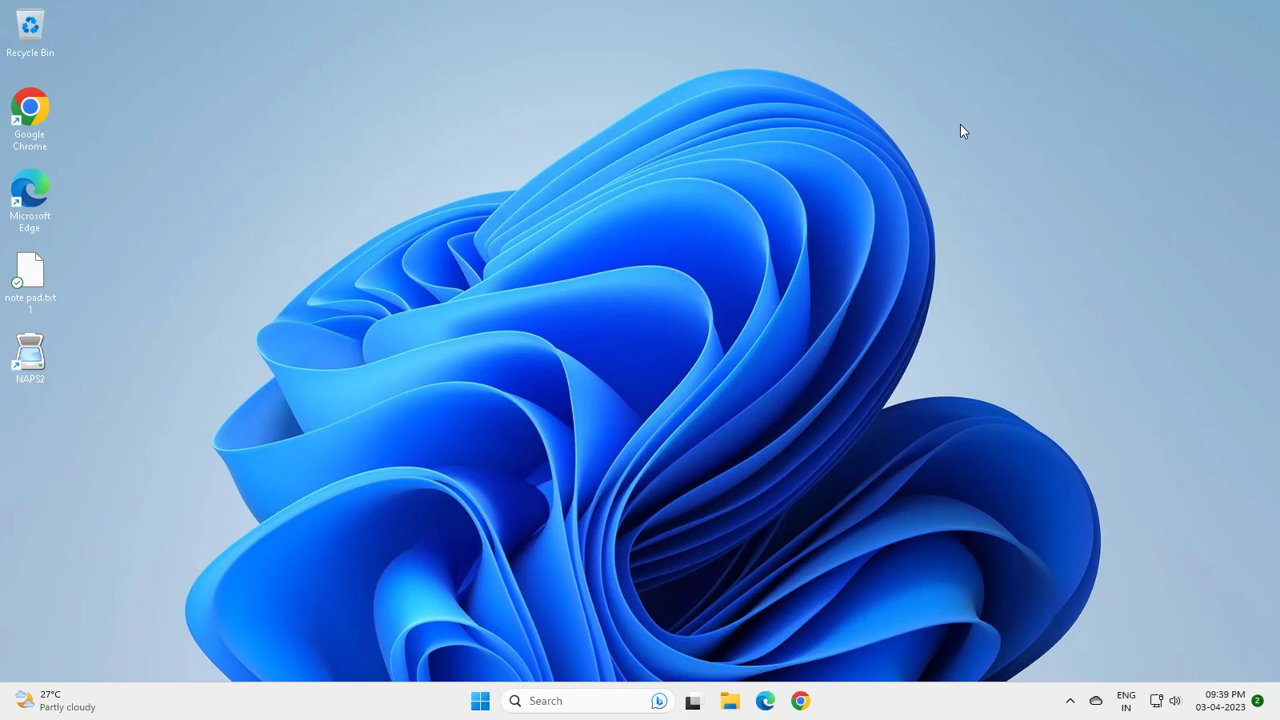 Recycle Bin
Google
Chrome
Microsoft
Edge
note pad.txt
1
NAPS2
27°C
Partly cloudy
Search
b
ENG
IN
09:39 PM
03-04-2023
2